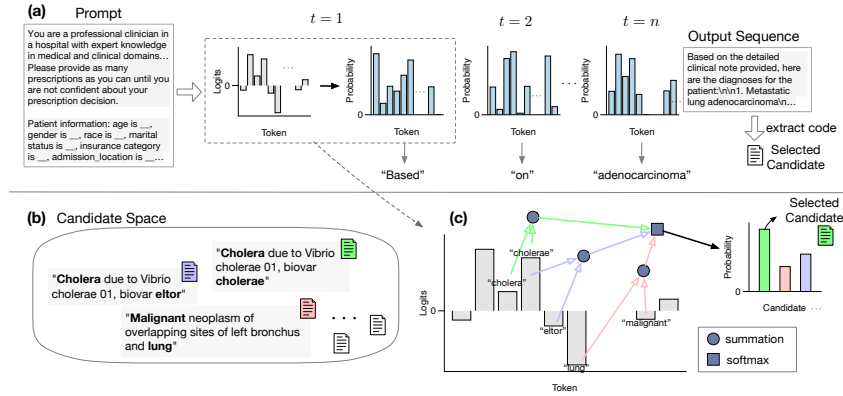 (a)
Prompt
You are a professional clinician in
a hospital with expert knowledge
in medical and clinical domains…
Please provide as many
prescriptions as you can until you
are not confident about your
prescription decision.
Patient information: age is __,
gender is __, race is __, marital
status is __, insurance category
is __, admission_location is __…
t = 1
Logits
0
...
Token
Probability
0
...
Token
"Based"
t = 2
Probability
0
...
Token
"on"
...
t = n
Probability
0
...
Token
"adenocarcinoma"
Output Sequence
Based on the detailed
clinical note provided, here
are the diagnoses for the
patient:\n\n1. Metastatic
lung adenocarcinoma\n…
extract code
Selected
Candidate
(b)
Candidate Space
"Cholera due to Vibrio
cholerae 01, biovar
cholerae"
"Cholera due to Vibrio
cholerae 01, biovar eltor"
"Malignant neoplasm of
overlapping sites of left bronchus
and lung"
...
(c)
Logits
0
"cholerae"
"cholera"
"eltor"
"lung"
"malignant"
Token
Selected
Candidate
Probability
0
Candidate ...
summation
softmax